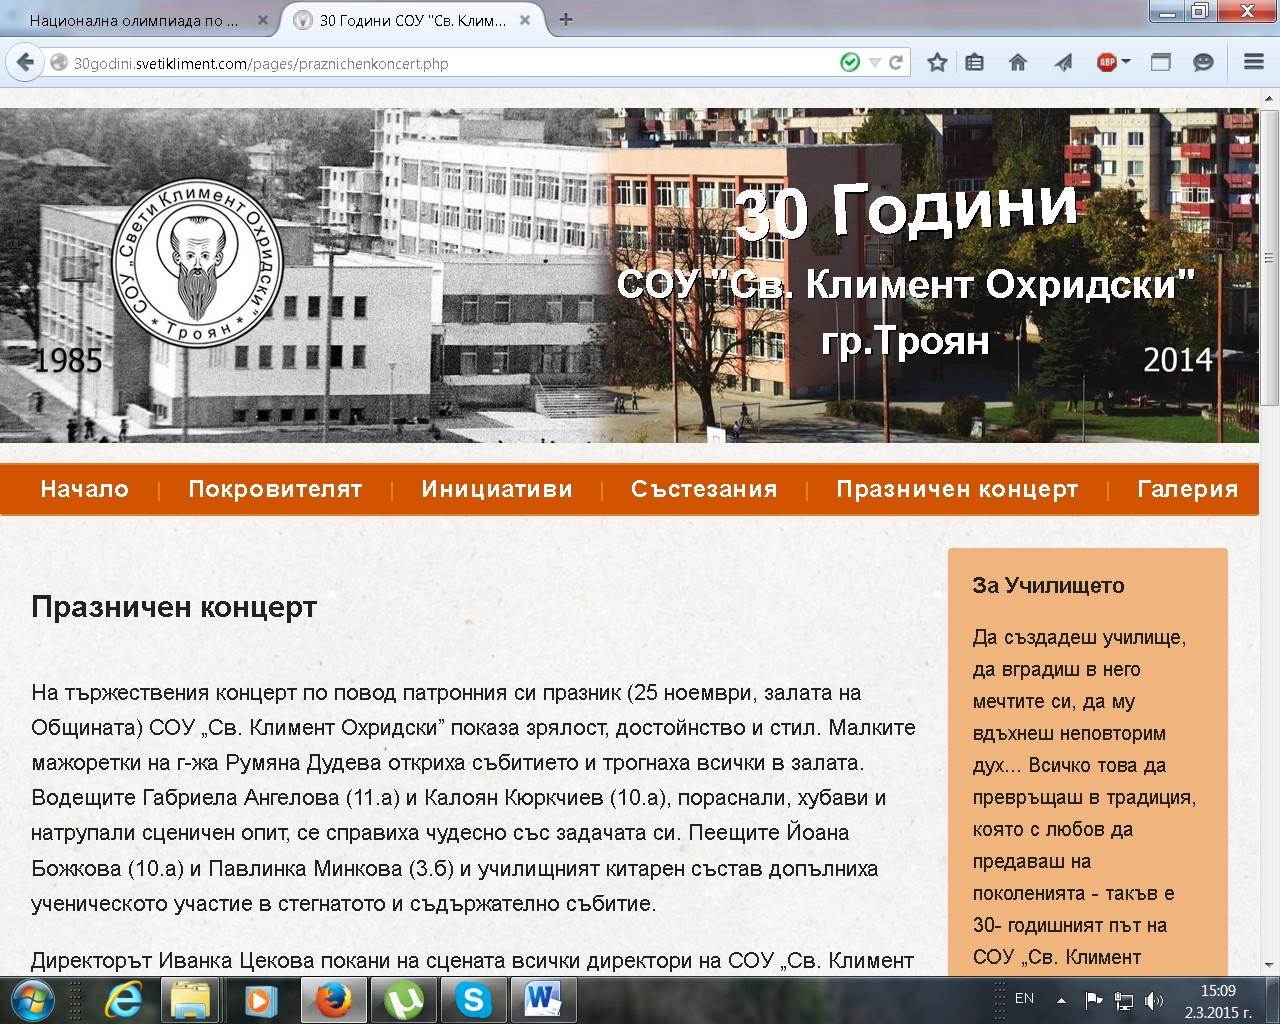 Национална олимпиада по ...
30 Години СОУ "Св. Клим...
30godini.svetikliment.com/pages/praznichenkoncert.php
ABP
СОУ „Свети Климент Охридски“ * Троян *
1985
30 Години
СОУ "Св. Климент Охридски"
гр.Троян
2014
Начало | Покровителят | Инициативи | Състезания | Празничен концерт | Галерия
Празничен концерт
На тържествения концерт по повод патронния си празник (25 ноември, залата на
Общината) СОУ „Св. Климент Охридски” показа зрялост, достойнство и стил. Малките
мажоретки на г-жа Румяна Дудева откриха събитието и трогнаха всички в залата.
Водещите Габриела Ангелова (11.а) и Калоян Кюркчиев (10.а), пораснали, хубави и
натрупали сценичен опит, се справиха чудесно със задачата си. Пеещите Йоана
Божкова (10.а) и Павлинка Минкова (3.б) и училищният китарен състав допълниха
ученическото участие в стегнатото и съдържателно събитие.
Директорът Иванка Цекова покани на сцената всички директори на СОУ „Св. Климент
За Училището
Да създадеш училище,
да вградиш в него
мечтите си, да му
вдъхнеш неповторим
дух... Всичко това да
превръщаш в традиция,
която с любов да
предаваш на
поколенията - такъв е
30- годишният път на
СОУ „Св. Климент
EN
15:09
2.3.2015 г.